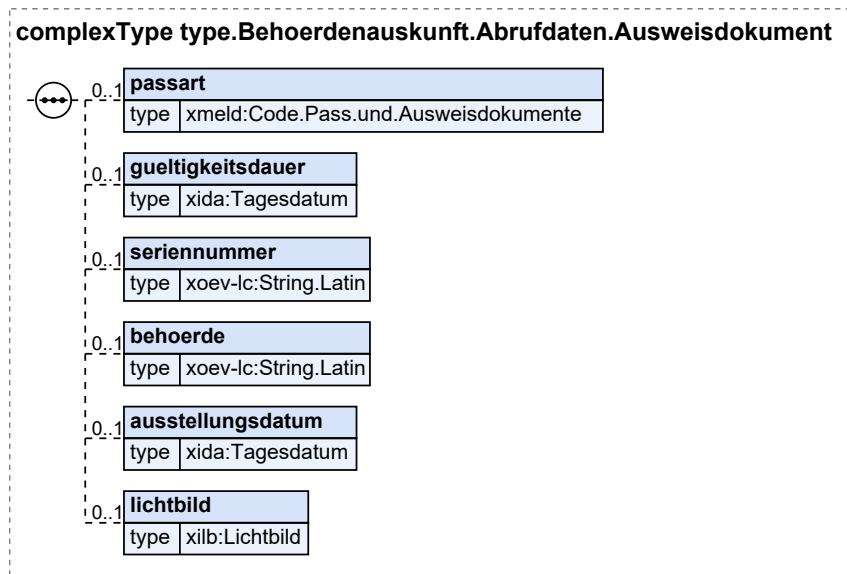 complexType type.Behoerdenauskunft.Abrufdaten.Ausweisdokument
0..1 passart
type xmeld:Code.Pass.und.Ausweisdokumente
0..1 gueltigkeitsdauer
type xida:Tagesdatum
0..1 seriennummer
type xoev-lc:String.Latin
0..1 behoerde
type xoev-lc:String.Latin
0..1 ausstellungsdatum
type xida:Tagesdatum
0..1 lichtbild
type xilb:Lichtbild